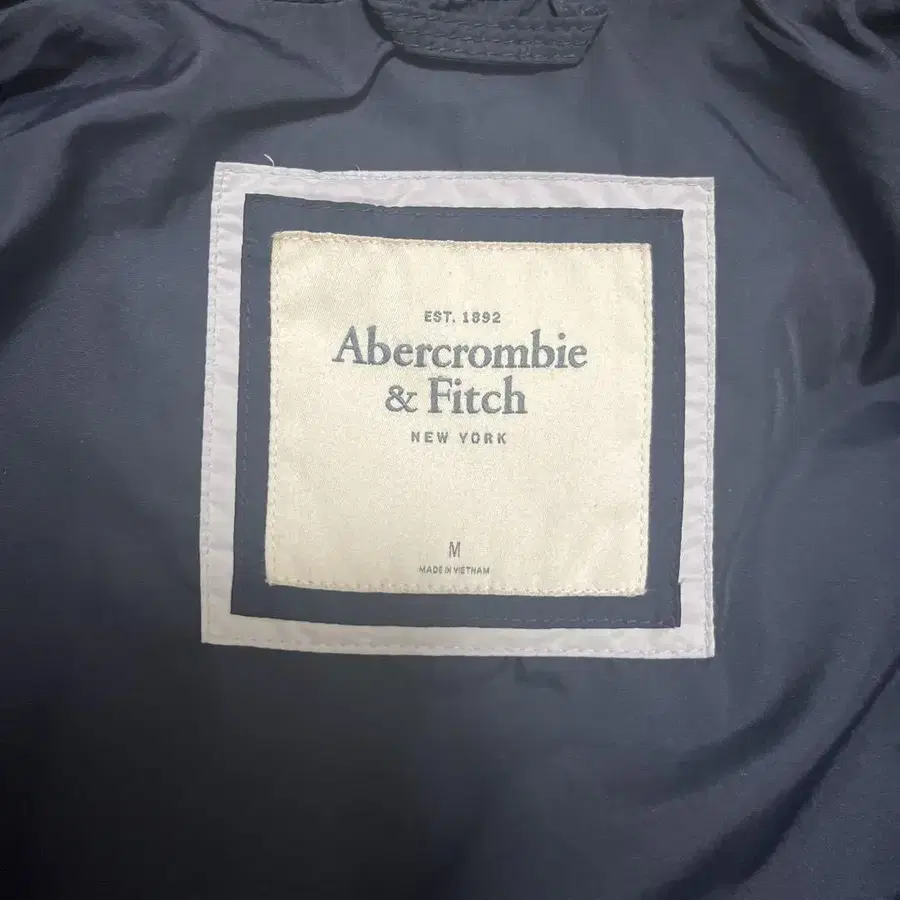 EST. 1892
Abercrombie
& Fitch
NEW YORK
M
MADE IN VIETNAM